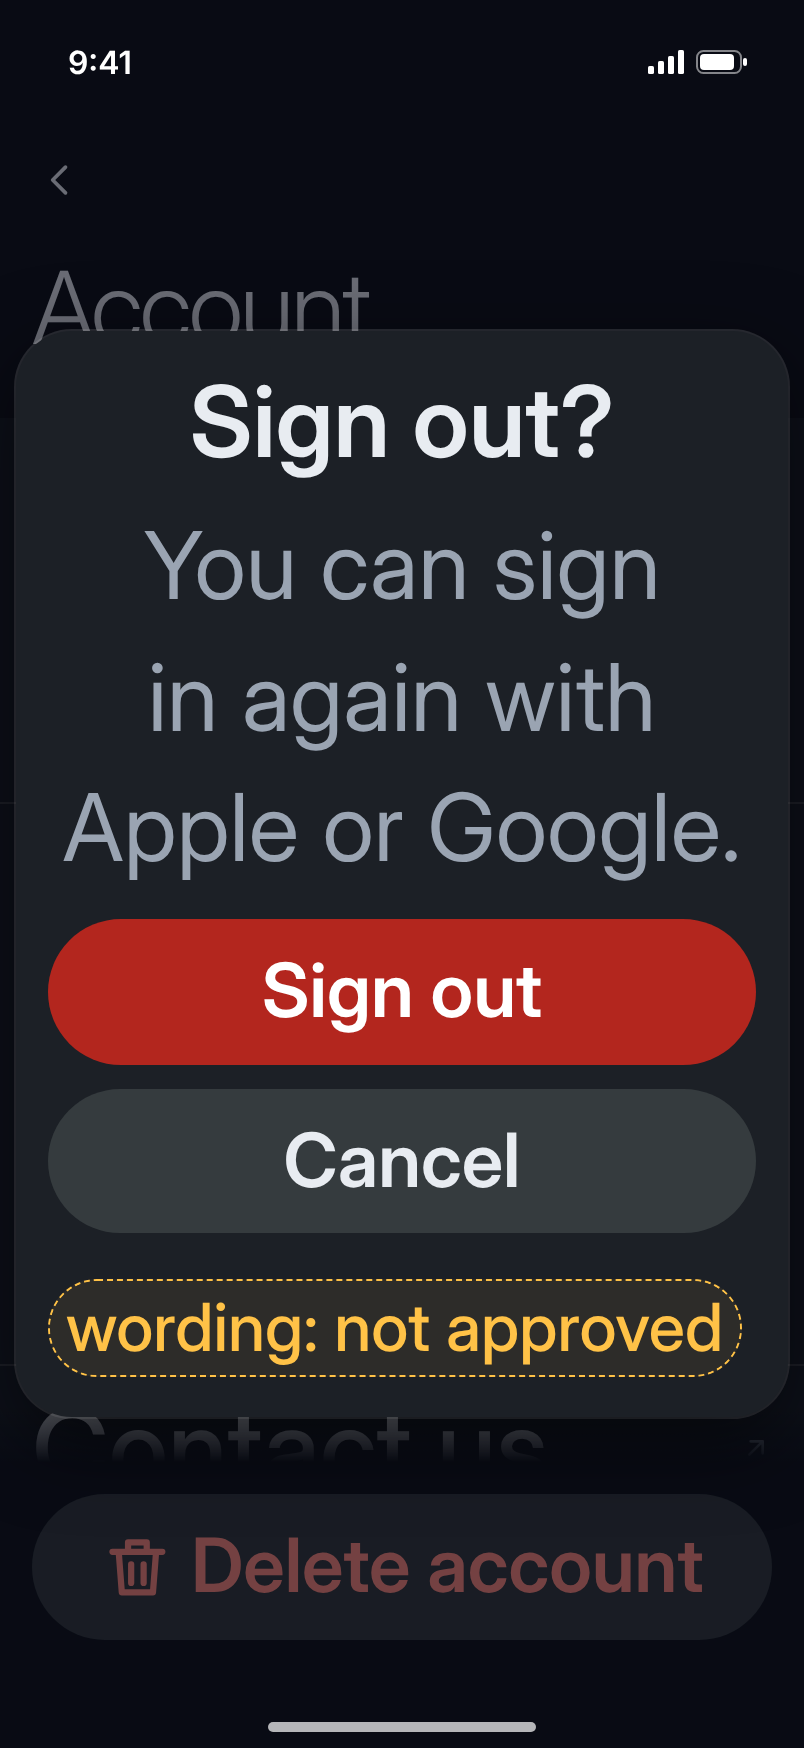 9:41
Account
Sign out?
You can sign
in again with
Apple or Google.
Sign out
Cancel
wording: not approved
Contact us
Delete account